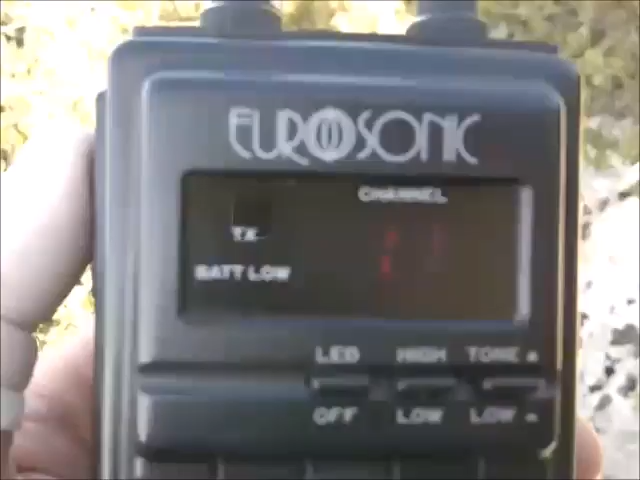 EUROSONIC
CHANNEL
TX
BATT LOW
LED HIGH TONE
OFF LOW LOW